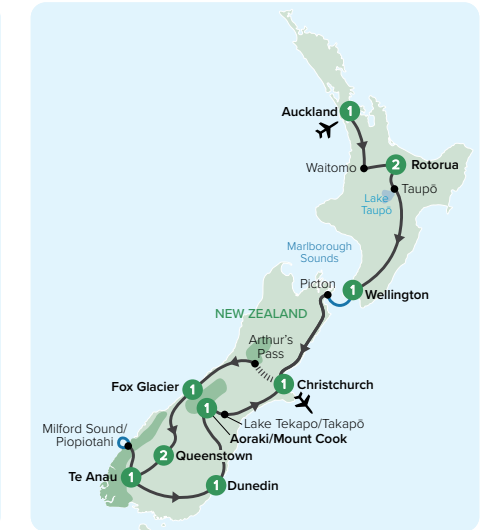 Auckland
1
Waitomo
2
Rotorua
Taupō
Lake
Taupō
Marlborough
Sounds
Picton
1
Wellington
NEW ZEALAND
Arthur's
Pass
Fox Glacier
1
1
Christchurch
1
Lake Tekapo/Takapō
Aoraki/Mount Cook
Milford Sound/
Piopiotahi
2
Queenstown
Te Anau
1
1
Dunedin